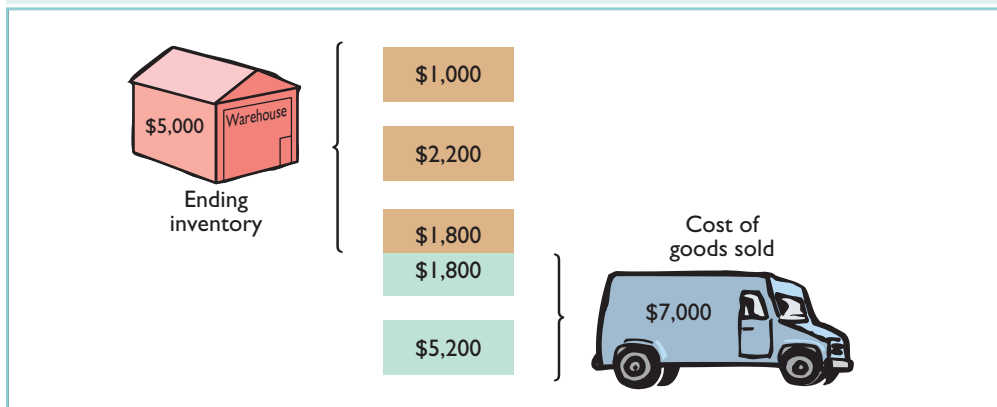 $1,000
$5,000
Warehouse
$2,200
Ending
inventory
$1,800
$1,800
Cost of
goods sold
$7,000
$5,200